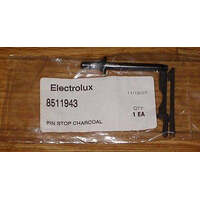 Electrolux
8511943
QTY
1 EA
PIN STOP CHARCOAL